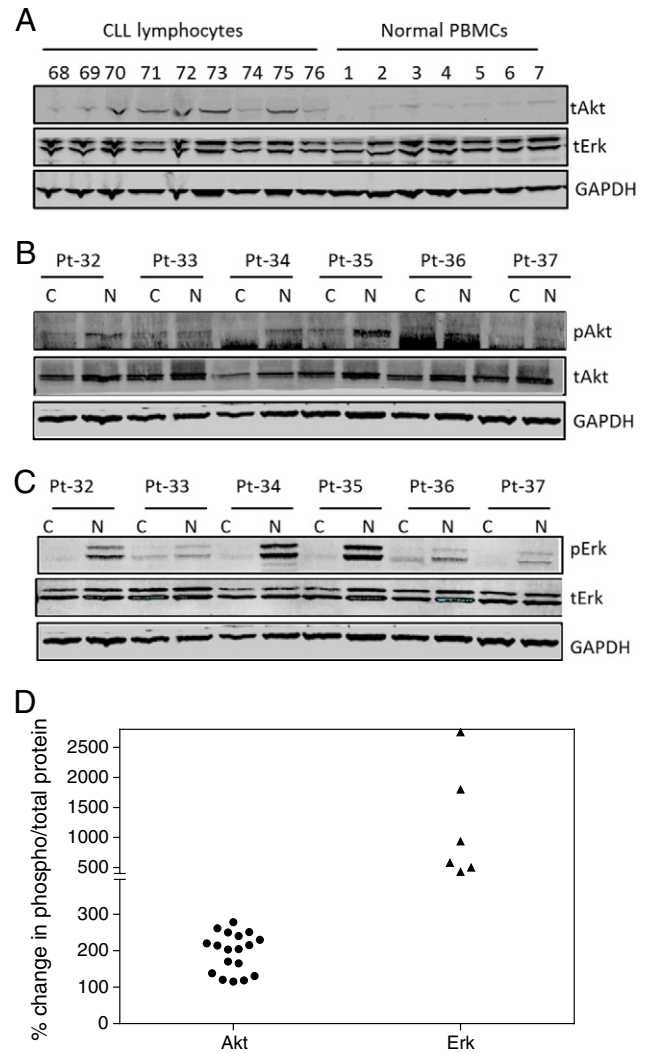 A
CLL lymphocytes Normal PBMCs
68 69 70 71 72 73 74 75 76 1 2 3 4 5 6 7
tAkt
tErk
GAPDH
B
Pt-32 Pt-33 Pt-34 Pt-35 Pt-36 Pt-37
C N C N C N C N C N C N
pAkt
tAkt
GAPDH
C
Pt-32 Pt-33 Pt-34 Pt-35 Pt-36 Pt-37
C N C N C N C N C N C N
pErk
tErk
GAPDH
D
% change in phospho/total protein
2500
2000
1500
1000
500
300
200
100
0
Akt Erk